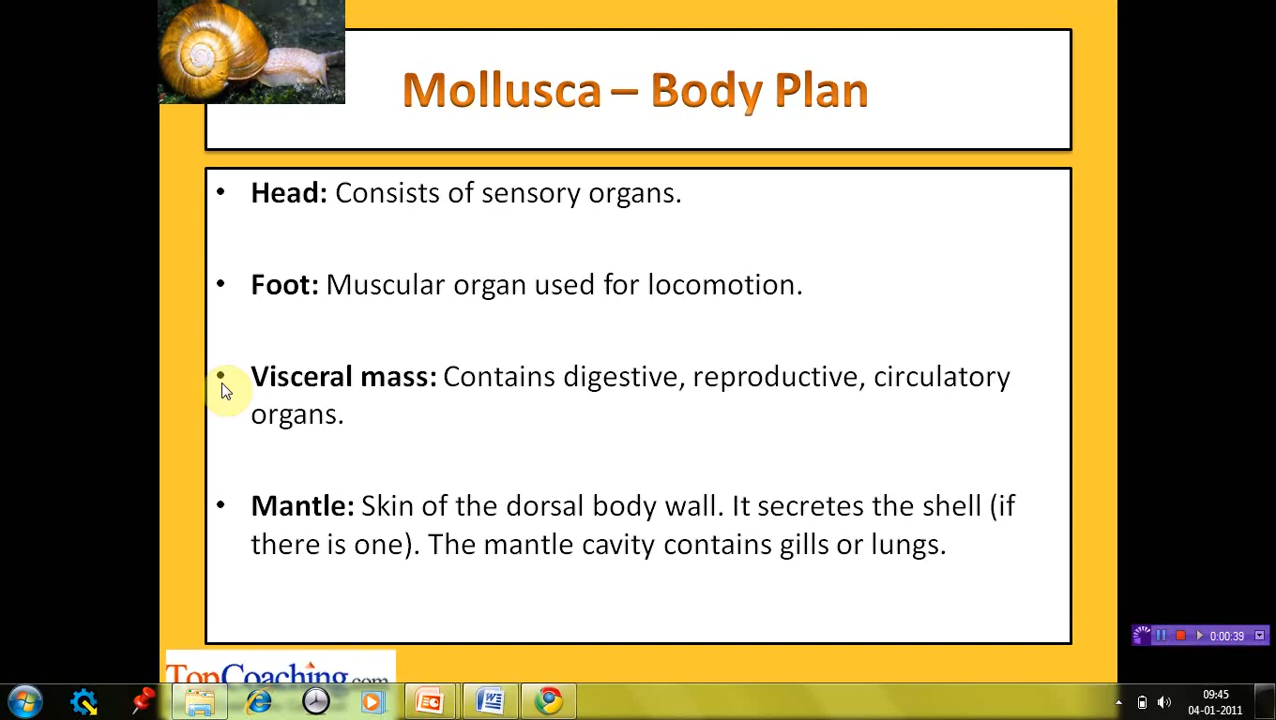 Mollusca – Body Plan
• Head: Consists of sensory organs.
• Foot: Muscular organ used for locomotion.
• Visceral mass: Contains digestive, reproductive, circulatory
organs.
• Mantle: Skin of the dorsal body wall. It secretes the shell (if
there is one). The mantle cavity contains gills or lungs.
0:00:39
TopCoaching.com
09:45
04-01-2011